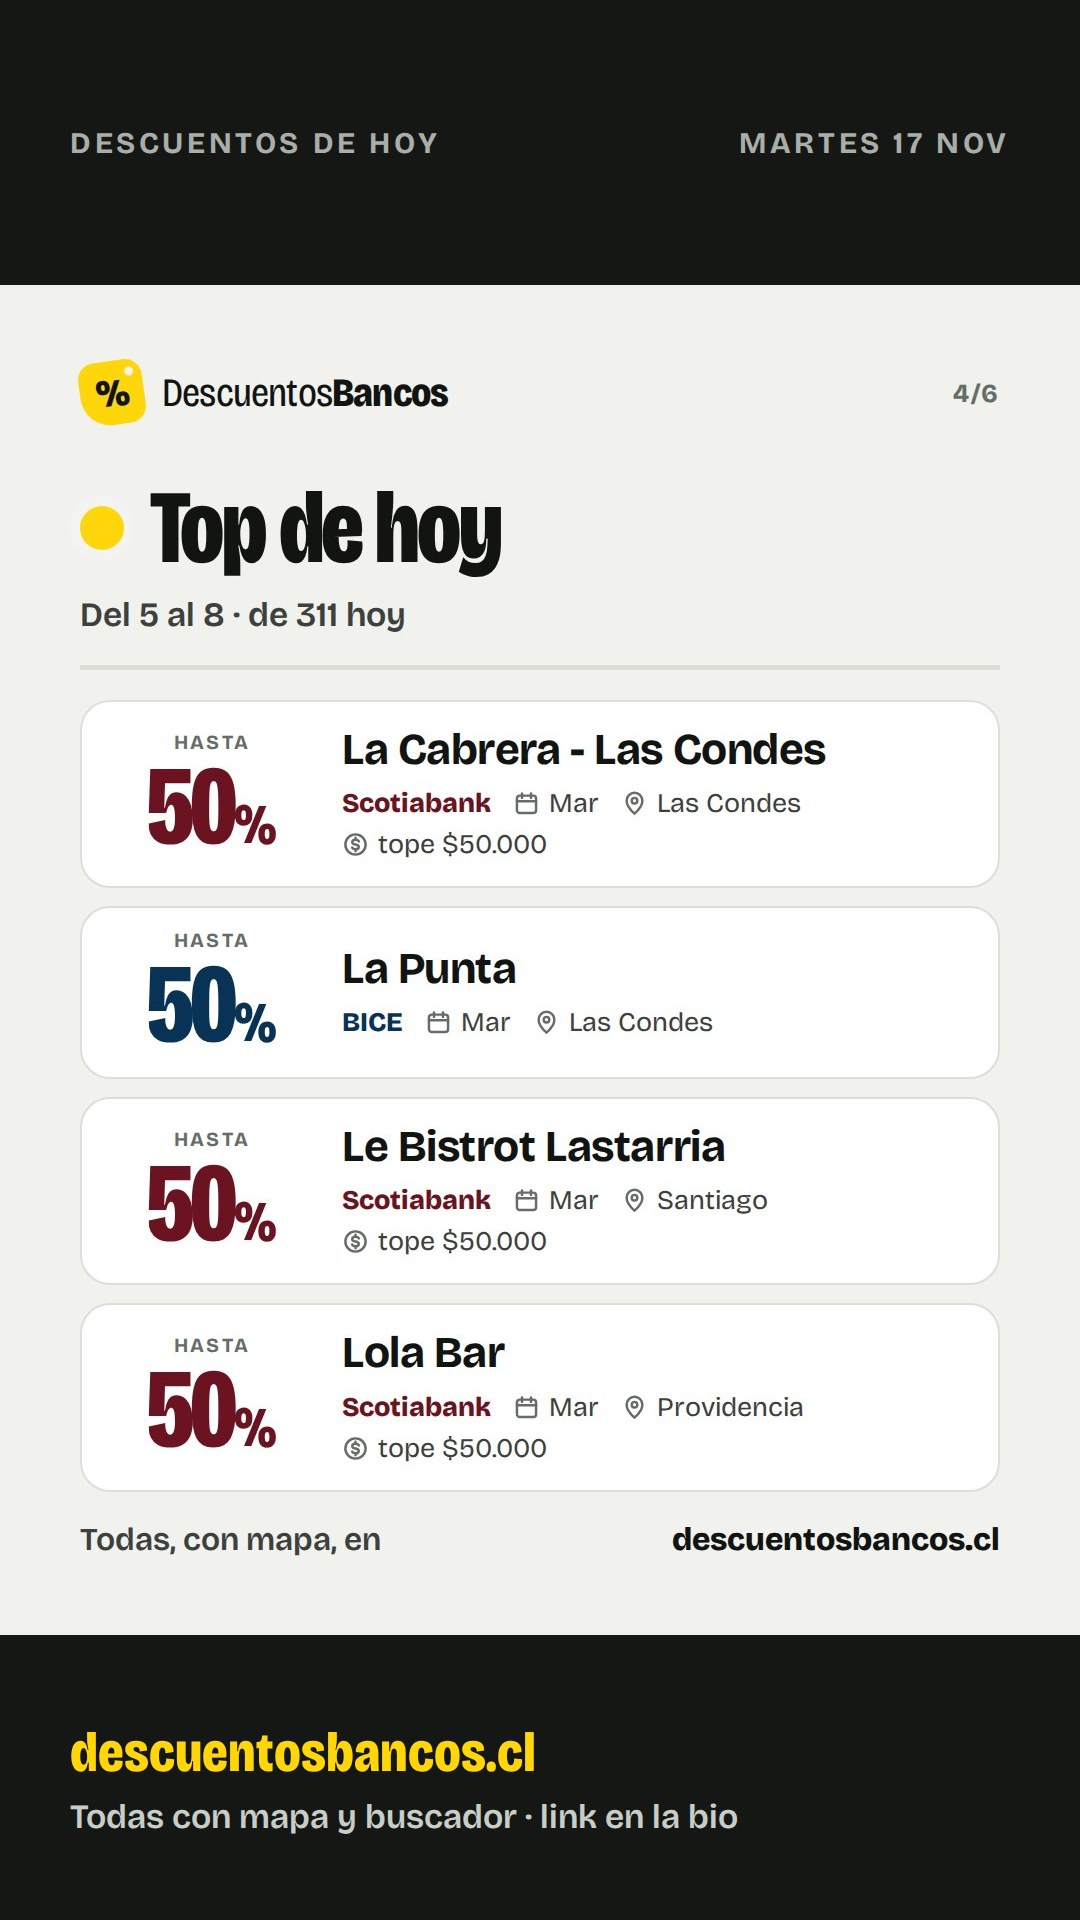 DESCUENTOS DE HOY
MARTES 17 NOV
%
DescuentosBancos
4/6
Top de hoy
Del 5 al 8 · de 311 hoy
HASTA
50%
La Cabrera - Las Condes
Scotiabank Mar Las Condes
tope $50.000
HASTA
50%
La Punta
BICE Mar Las Condes
HASTA
50%
Le Bistrot Lastarria
Scotiabank Mar Santiago
tope $50.000
HASTA
50%
Lola Bar
Scotiabank Mar Providencia
tope $50.000
Todas, con mapa, en
descuentosbancos.cl
descuentosbancos.cl
Todas con mapa y buscador · link en la bio